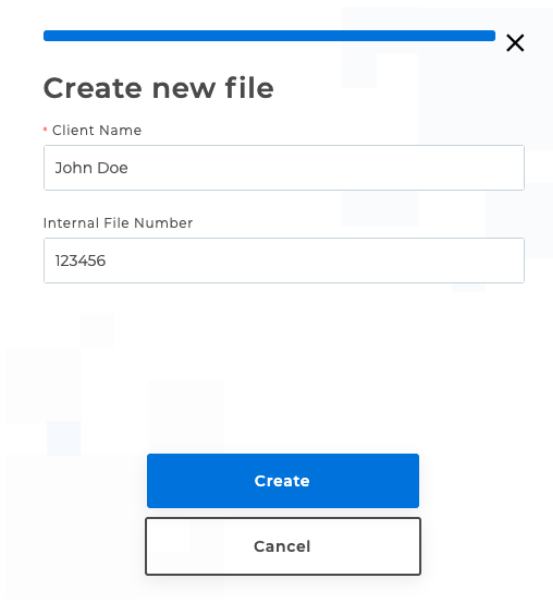 Create new file
* Client Name
John Doe
Internal File Number
123456
Create
Cancel